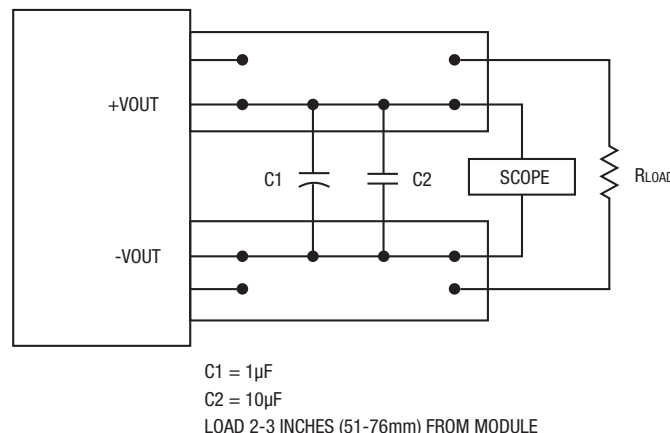 +VOUT
C1
C2
SCOPE
RLOAD
-VOUT
C1 = 1µF
C2 = 10µF
LOAD 2-3 INCHES (51-76mm) FROM MODULE